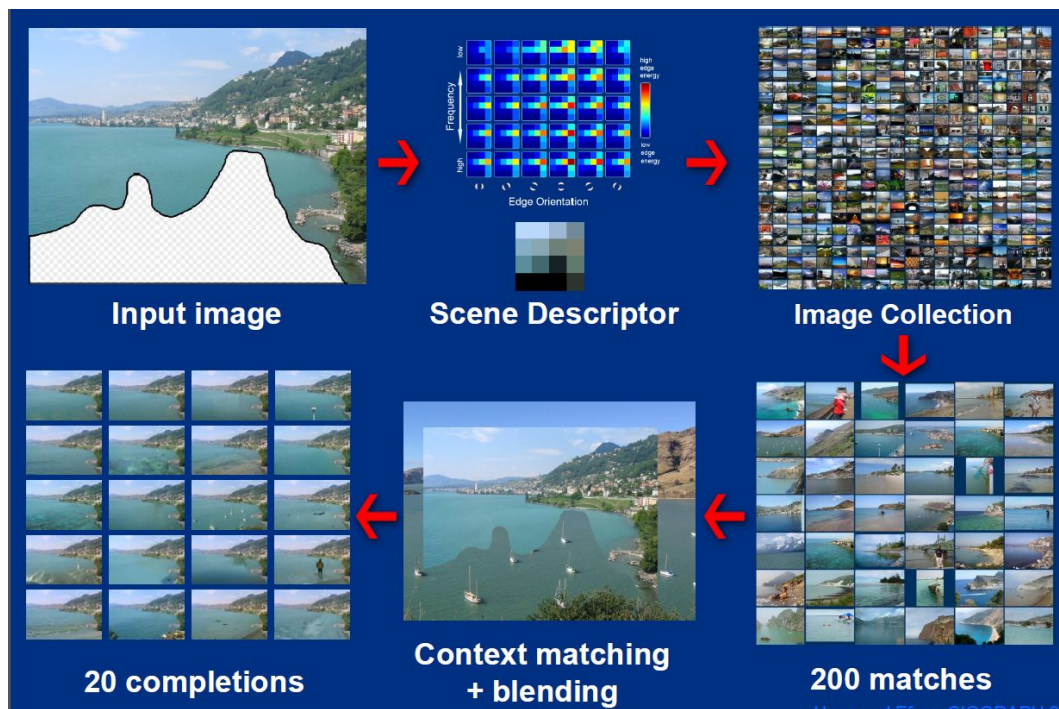 low
Frequency
high
high
edge
energy
low
edge
energy
Edge Orientation
Input image
Scene Descriptor
Image Collection
20 completions
Context matching
+ blending
200 matches